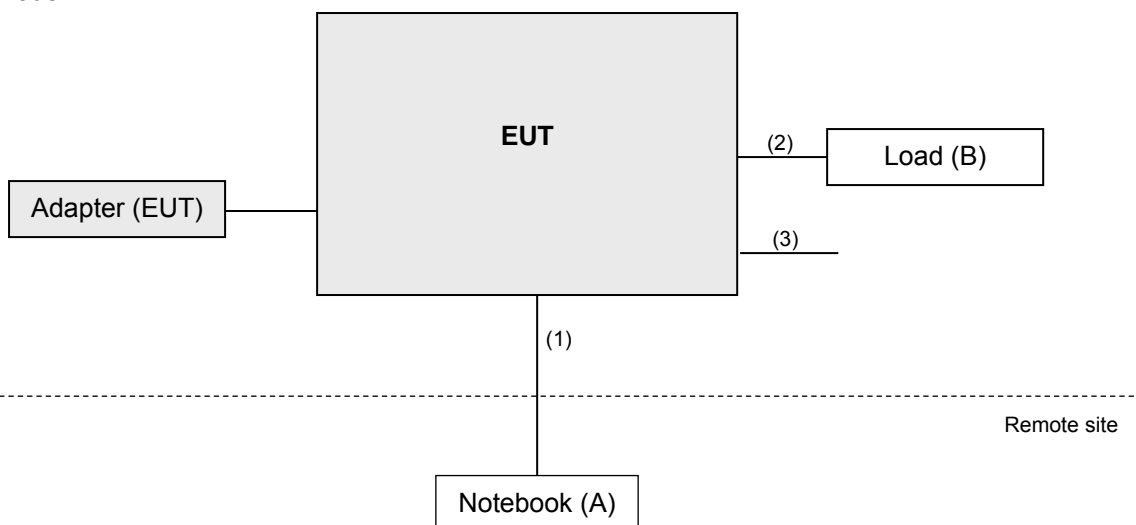 EUT
(2)
Load (B)
Adapter (EUT)
(3)
(1)
Remote site
Notebook (A)